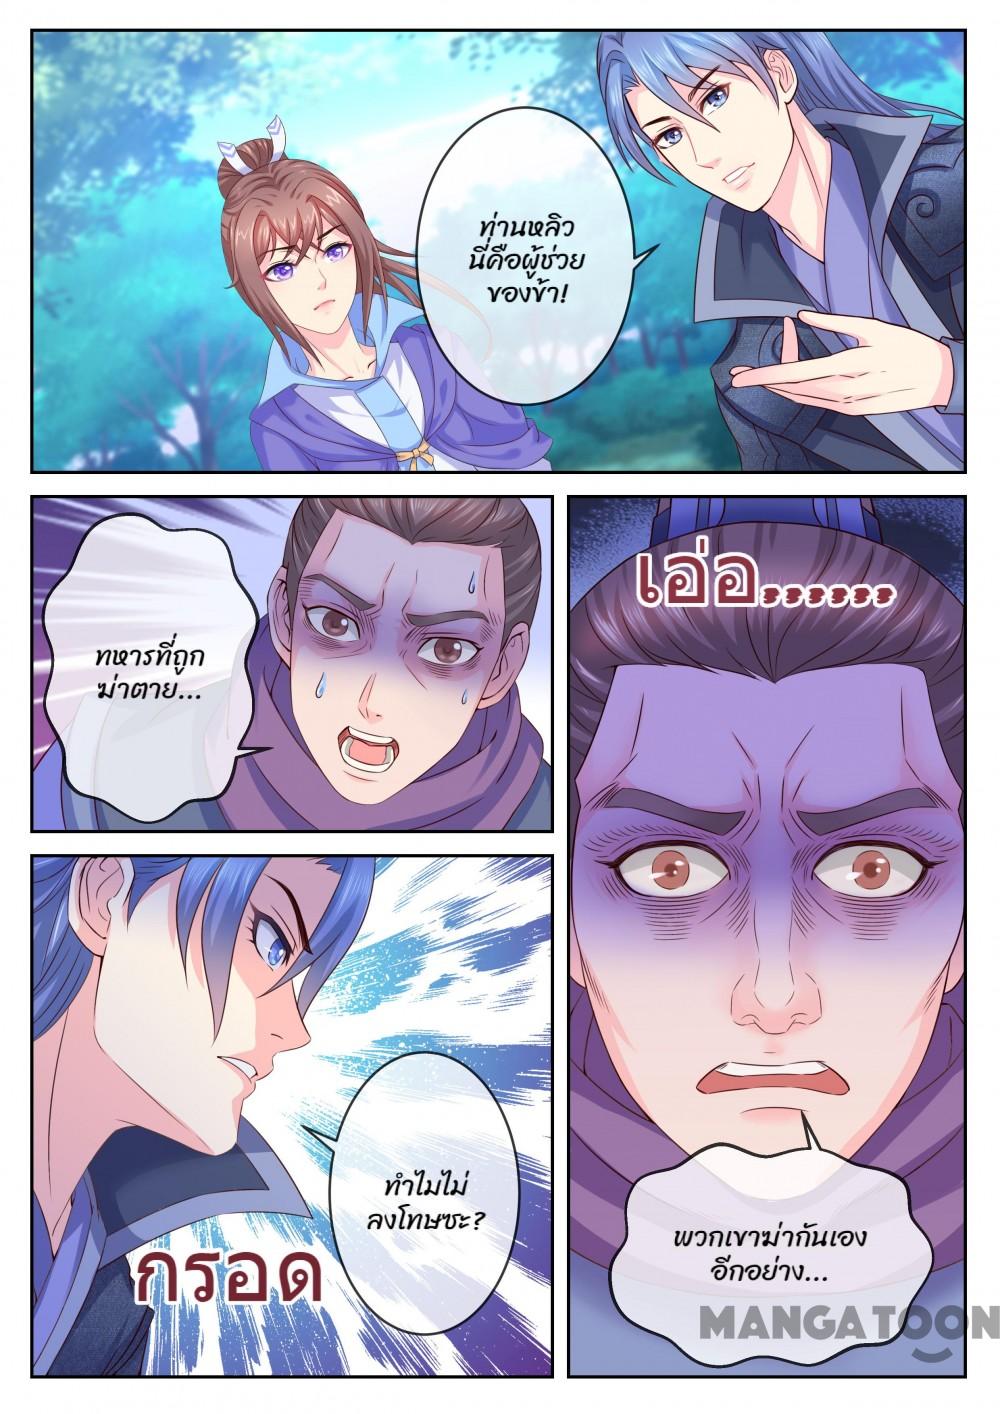 ท่านหลิว
นี่คือผู้ช่วย
ของข้า!
ทหารที่ถูก
ฆ่าตาย...
เอ่อ,,,,,,,
พวกเขาฆ่ากันเอง
อีกอย่าง...
ทำไมไม่
ลงโทษซะ?
กรอด
MANGATOON